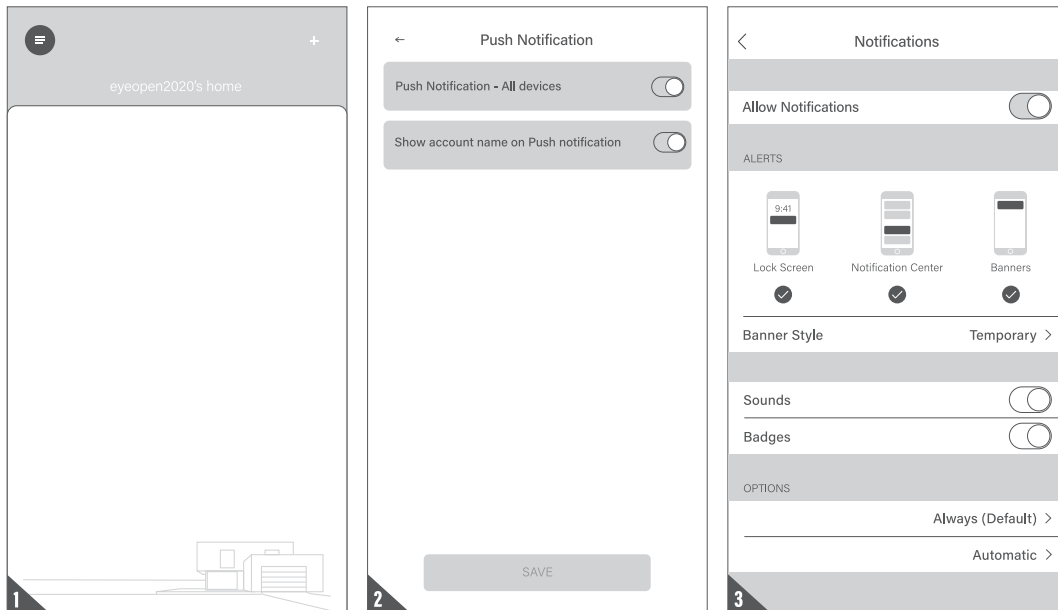 +
eyeopen2020's home
1
← Push Notification
Push Notification - All devices
Show account name on Push notification
SAVE
2
Notifications
Allow Notifications
ALERTS
9:41
Lock Screen Notification Center Banners
Banner Style Temporary >
Sounds
Badges
OPTIONS
Always (Default) >
Automatic >
3